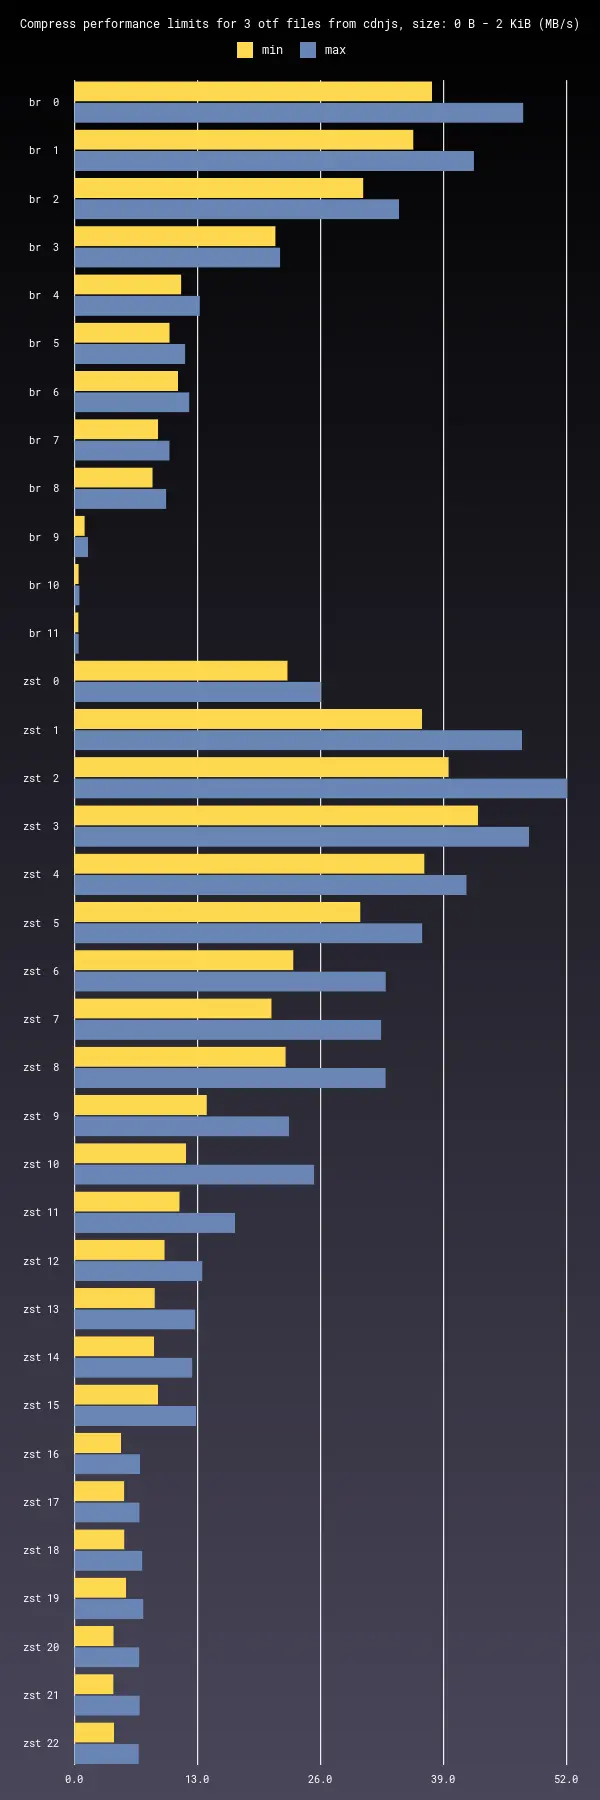 Compress performance limits for 3 otf files from cdnjs, size: 0 B - 2 KiB (MB/s)
min max
br 0
br 1
br 2
br 3
br 4
br 5
br 6
br 7
br 8
br 9
br 10
br 11
zst 0
zst 1
zst 2
zst 3
zst 4
zst 5
zst 6
zst 7
zst 8
zst 9
zst 10
zst 11
zst 12
zst 13
zst 14
zst 15
zst 16
zst 17
zst 18
zst 19
zst 20
zst 21
zst 22
0.0 13.0 26.0 39.0 52.0